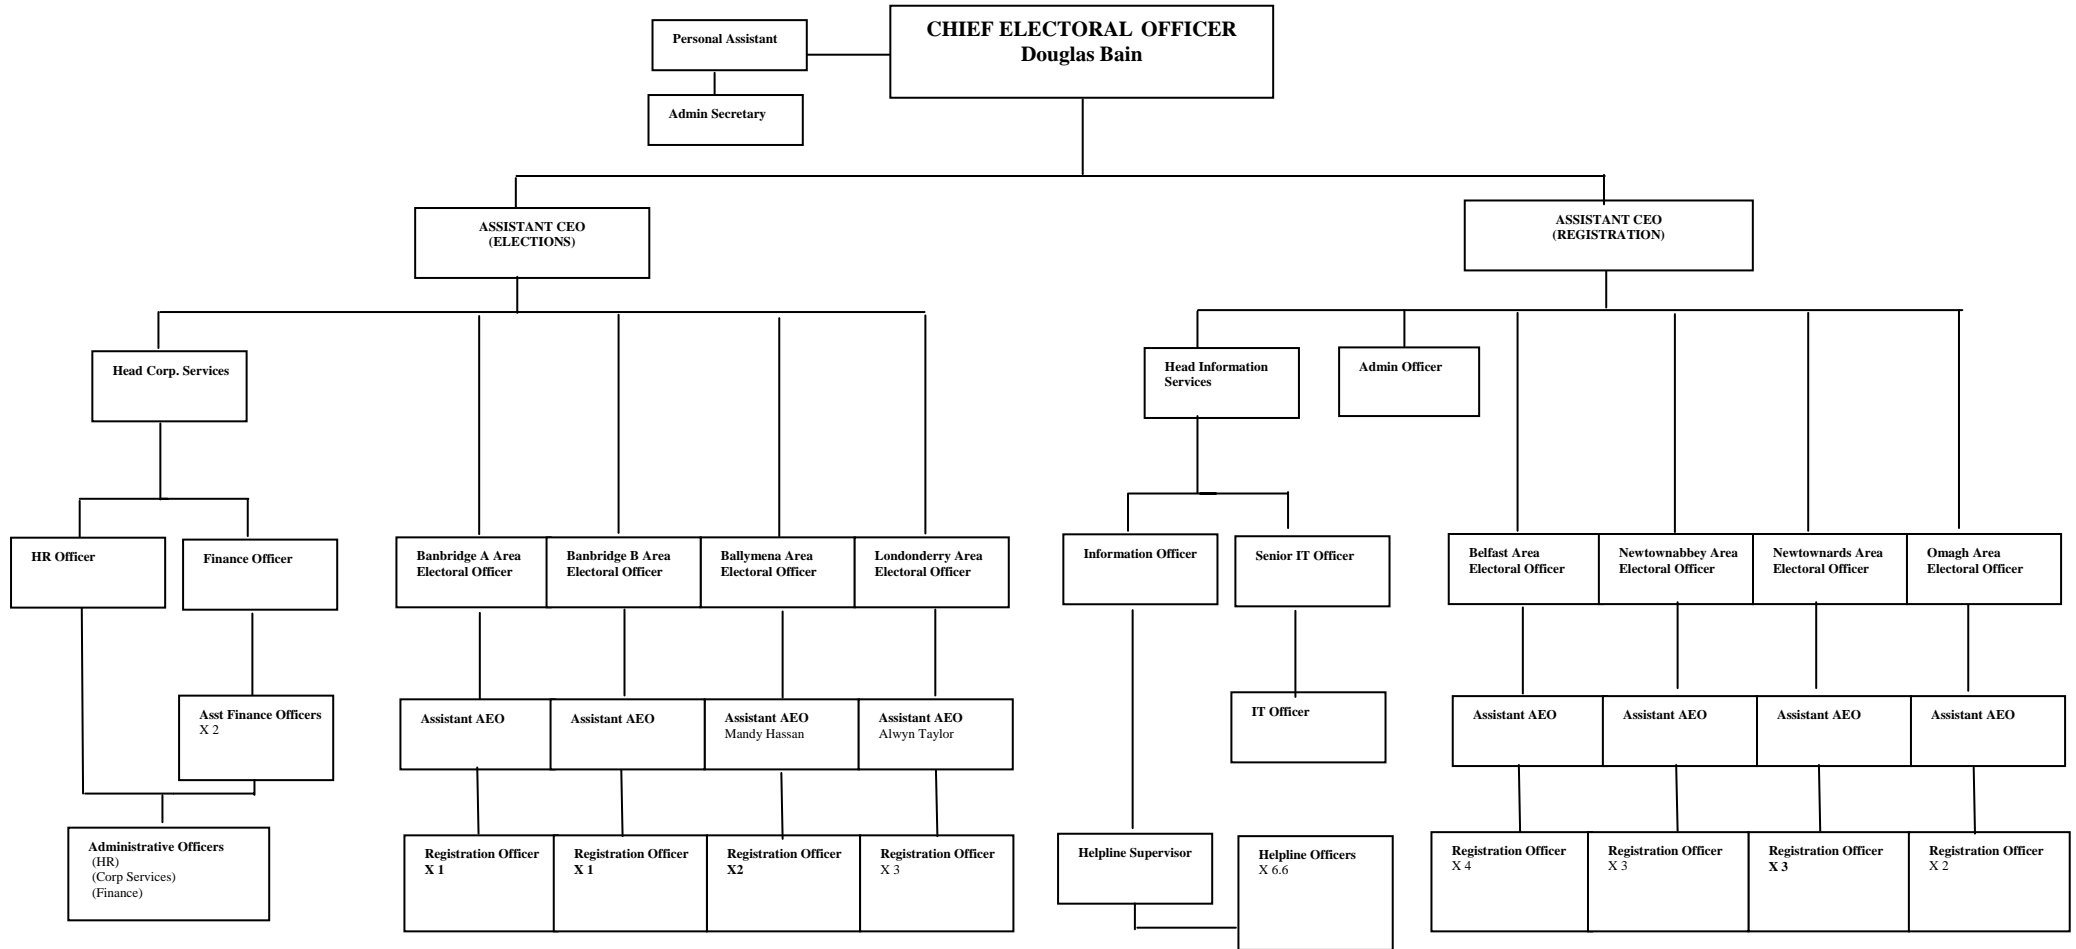 CHIEF ELECTORAL OFFICER
Douglas Bain
Personal Assistant
Admin Secretary
ASSISTANT CEO
(ELECTIONS)
ASSISTANT CEO
(REGISTRATION)
Head Corp. Services
Head Information
Services
Admin Officer
HR Officer
Finance Officer
Banbridge A Area
Electoral Officer
Banbridge B Area
Electoral Officer
Ballymena Area
Electoral Officer
Londonderry Area
Electoral Officer
Information Officer
Senior IT Officer
Belfast Area
Electoral Officer
Newtownabbey Area
Electoral Officer
Newtownards Area
Electoral Officer
Omagh Area
Electoral Officer
Asst Finance Officers
X 2
Assistant AEO
Assistant AEO
Assistant AEO
Mandy Hassan
Assistant AEO
Alwyn Taylor
IT Officer
Assistant AEO
Assistant AEO
Assistant AEO
Assistant AEO
Administrative Officers
(HR)
(Corp Services)
(Finance)
Registration Officer
X 1
Registration Officer
X 1
Registration Officer
X2
Registration Officer
X 3
Helpline Supervisor
Helpline Officers
X 6.6
Registration Officer
X 4
Registration Officer
X 3
Registration Officer
X 3
Registration Officer
X 2